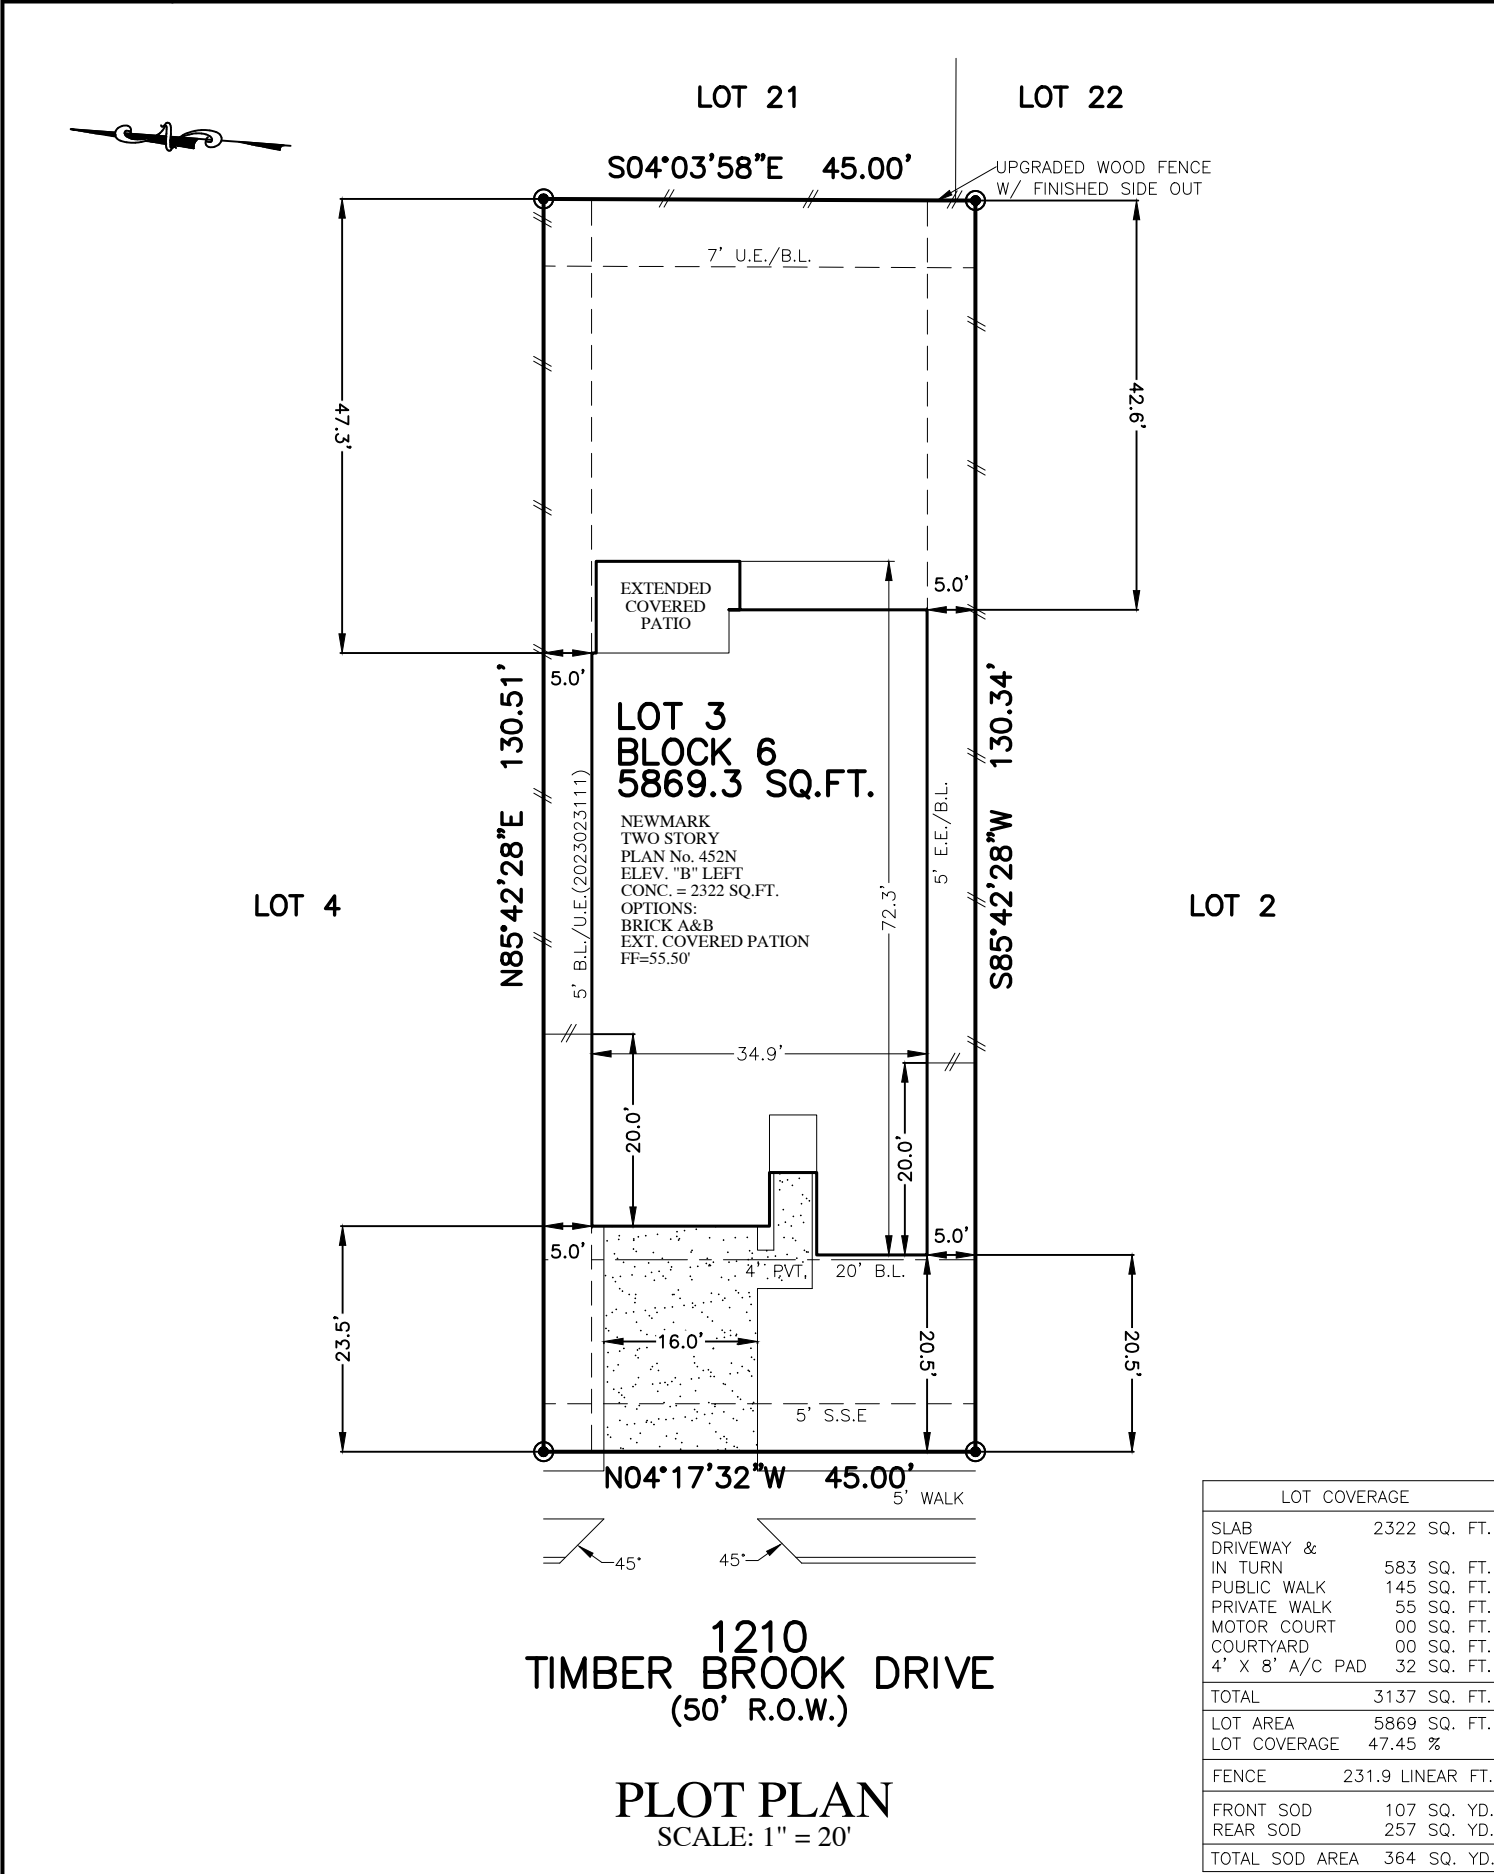 LOT 21
LOT 22
S04°03'58"E 45.00'
UPGRADED WOOD FENCE
W/ FINISHED SIDE OUT
7' U.E./B.L.
47.3'
42.6'
EXTENDED
COVERED
PATIO
5.0'
5.0'
N85°42'28"E 130.51'
S85°42'28"W 130.34'
LOT 3
BLOCK 6
5869.3 SQ.FT.
5' B.L./U.E.(2023023111)
5' E.E./B.L.
NEWMARK
TWO STORY
PLAN No. 452N
ELEV. "B" LEFT
CONC. = 2322 SQ.FT.
OPTIONS:
BRICK A&B
EXT. COVERED PATION
FF=55.50'
72.3'
LOT 4
LOT 2
34.9'
20.0'
20.0'
5.0'
5.0'
4' PVT.
20' B.L.
23.5'
16.0'
20.5'
20.5'
5' S.S.E
N04°17'32"W 45.00'
5' WALK
45°
45°
1210
TIMBER BROOK DRIVE
(50' R.O.W.)
PLOT PLAN
SCALE: 1" = 20'
LOT COVERAGE
SLAB 2322 SQ. FT.
DRIVEWAY &
IN TURN 583 SQ. FT.
PUBLIC WALK 145 SQ. FT.
PRIVATE WALK 55 SQ. FT.
MOTOR COURT 00 SQ. FT.
COURTYARD 00 SQ. FT.
4' X 8' A/C PAD 32 SQ. FT.
TOTAL 3137 SQ. FT.
LOT AREA 5869 SQ. FT.
LOT COVERAGE 47.45 %
FENCE 231.9 LINEAR FT.
FRONT SOD 107 SQ. YD.
REAR SOD 257 SQ. YD.
TOTAL SOD AREA 364 SQ. YD.